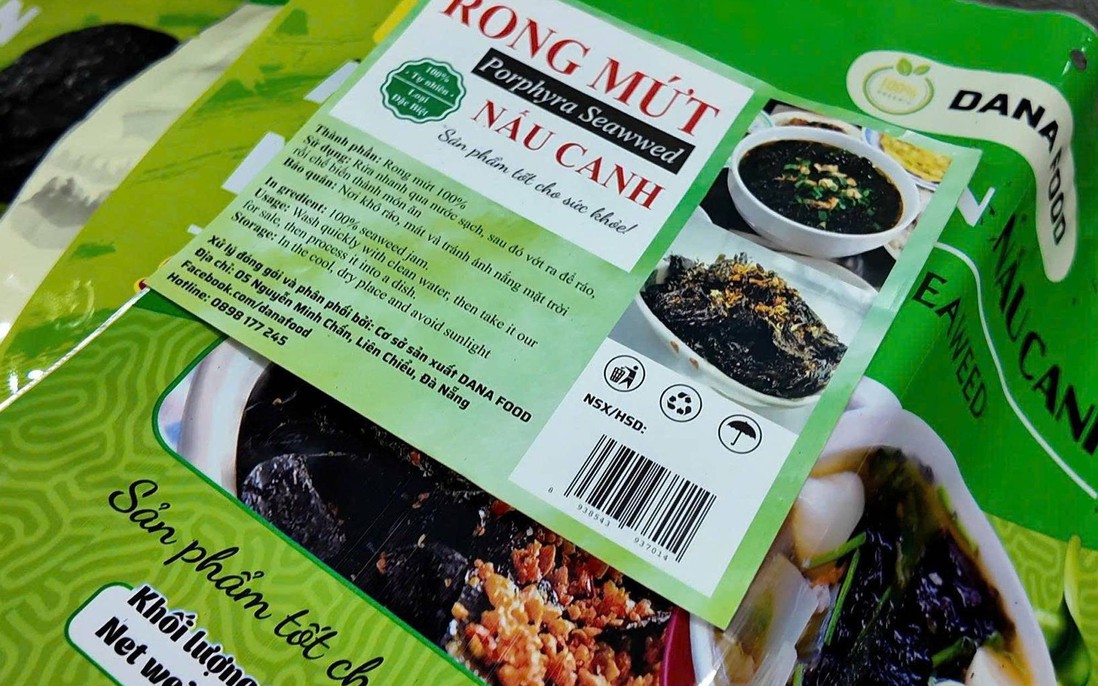 RONG MỨT
Porphyra Seawwed
NẤU CANH
Sản phẩm tốt cho sức khỏe!
100%
Tự nhiên
Loại
Đặc Biệt
Thành phần: Rong mứt 100%
Sử dụng: Rửa nhanh qua nước sạch, sau đó vớt ra để ráo,
rồi chế biến thành món ăn
Bảo quản: Nơi khô ráo, mát và tránh ánh nắng mặt trời
In gredient: 100% seaweed jam.
Usage: Wash quickly with clean water, then take it our
for sale, then process it into a dish.
Storage: In the cool, dry place and avoid sunlight
Xử lý đóng gói và phân phối bởi: Cơ sở sản xuất DANA FOOD
Địa chỉ: 05 Nguyễn Minh Chấn, Liên Chiểu, Đà Nẵng
Facebook.com/danafood
Hotline: 0898 177 245
NSX/HSD:
8 938543 937014
100%
ORGANIC
DANA FOOD
NẤU CANH
EAWEED
Sản phẩm tốt ch
Khối lượng
Net wei